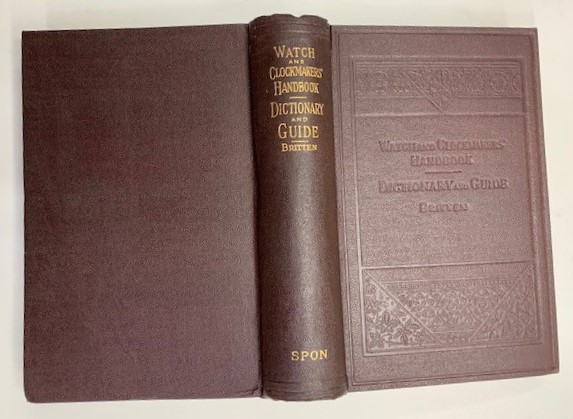 WATCH
AND
CLOCKMAKERS'
HANDBOOK
DICTIONARY
AND
GUIDE
BRITTEN
SPON
WATCH AND CLOCKMAKERS'
HANDBOOK
DICTIONARY AND GUIDE
BRITTEN